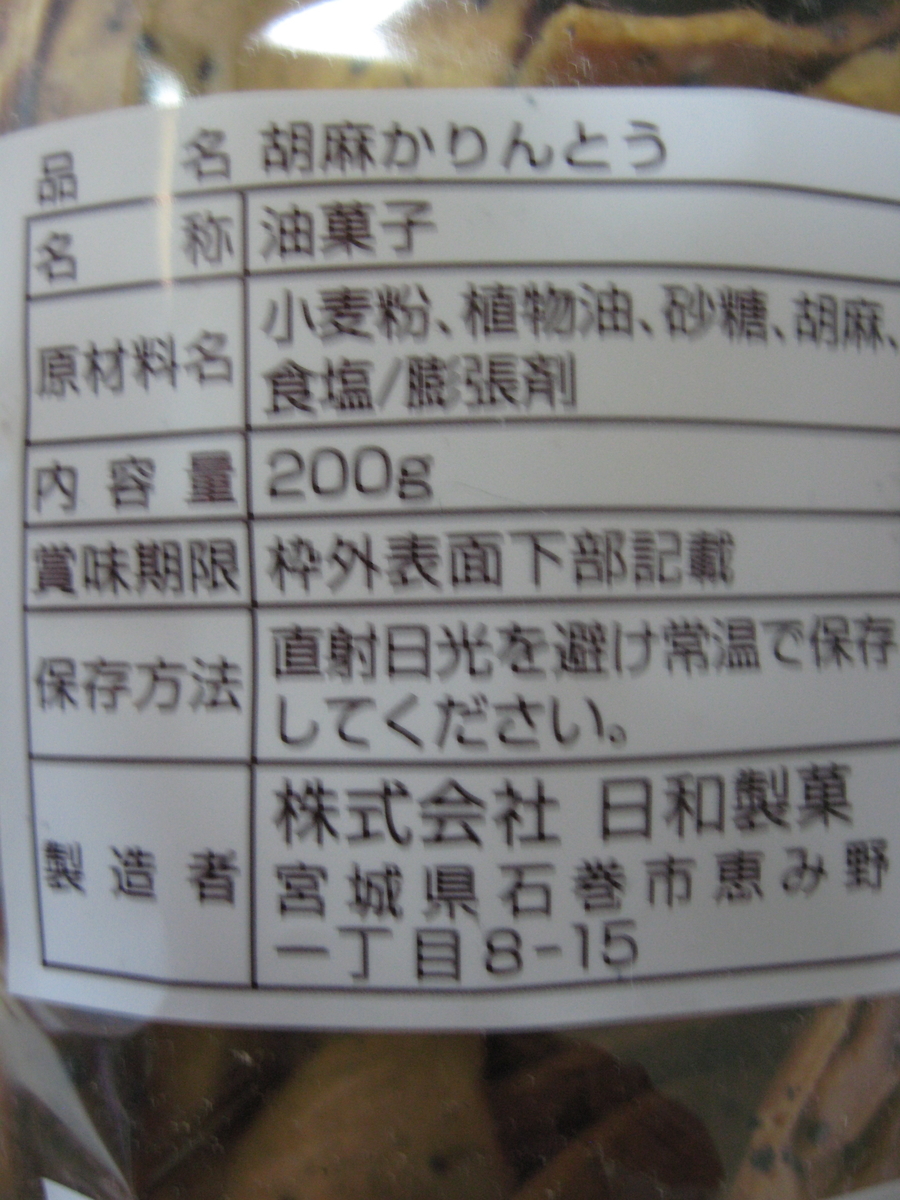 品名 胡麻かりんとう
名称 油菓子
原材料名 小麦粉、植物油、砂糖、胡麻、
食塩/膨張剤
内容量 200g
賞味期限 枠外表面下部記載
保存方法 直射日光を避け常温で保存
してください。
製造者 株式会社 日和製菓
宮城県石巻市恵み野
一丁目8-15